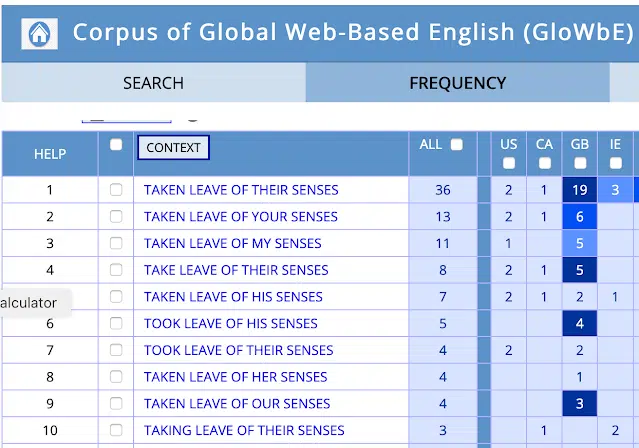 Corpus of Global Web-Based English (GloWbE)
SEARCH FREQUENCY
HELP CONTEXT ALL US CA GB IE
1 TAKEN LEAVE OF THEIR SENSES 36 2 1 19 3
2 TAKEN LEAVE OF YOUR SENSES 13 2 1 6
3 TAKEN LEAVE OF MY SENSES 11 1 5
4 TAKE LEAVE OF THEIR SENSES 8 2 1 5
alculator TAKEN LEAVE OF HIS SENSES 7 2 1 2 1
6 TOOK LEAVE OF HIS SENSES 5 4
7 TOOK LEAVE OF THEIR SENSES 4 2 2
8 TAKEN LEAVE OF HER SENSES 4 1
9 TAKEN LEAVE OF OUR SENSES 4 3
10 TAKING LEAVE OF THEIR SENSES 3 1 2